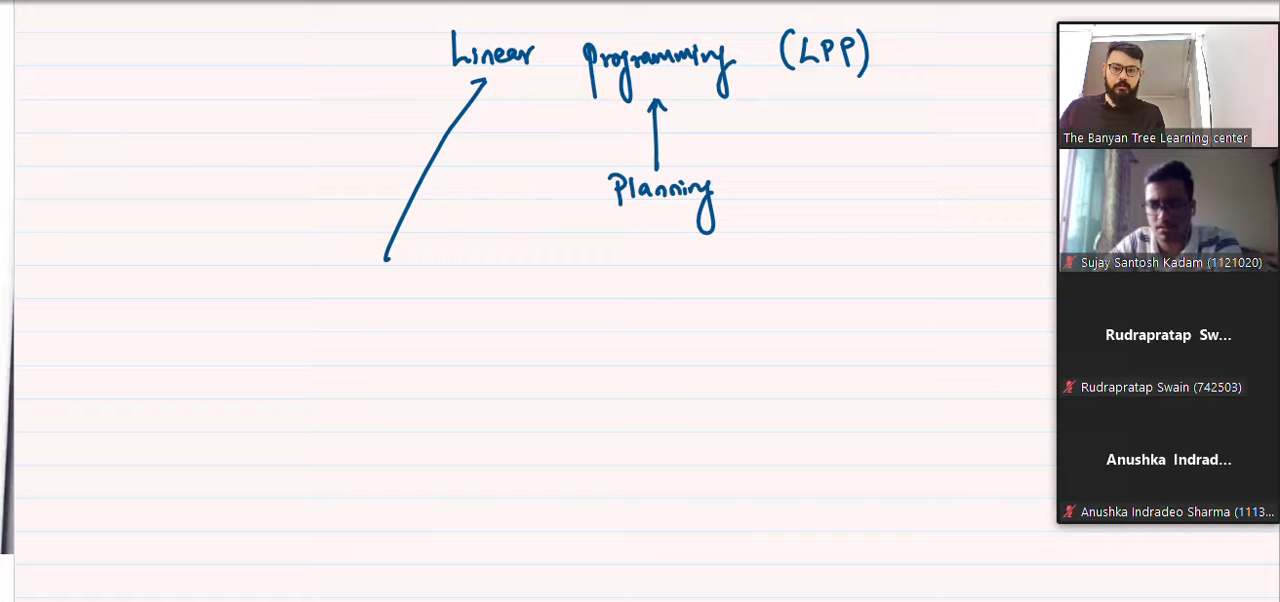 Linear programming (LPP)
Planning
The Banyan Tree Learning center
Sujay Santosh Kadam (1121020)
Rudrapratap Sw...
Rudrapratap Swain (742503)
Anushka Indrad...
Anushka Indradeo Sharma (1113...